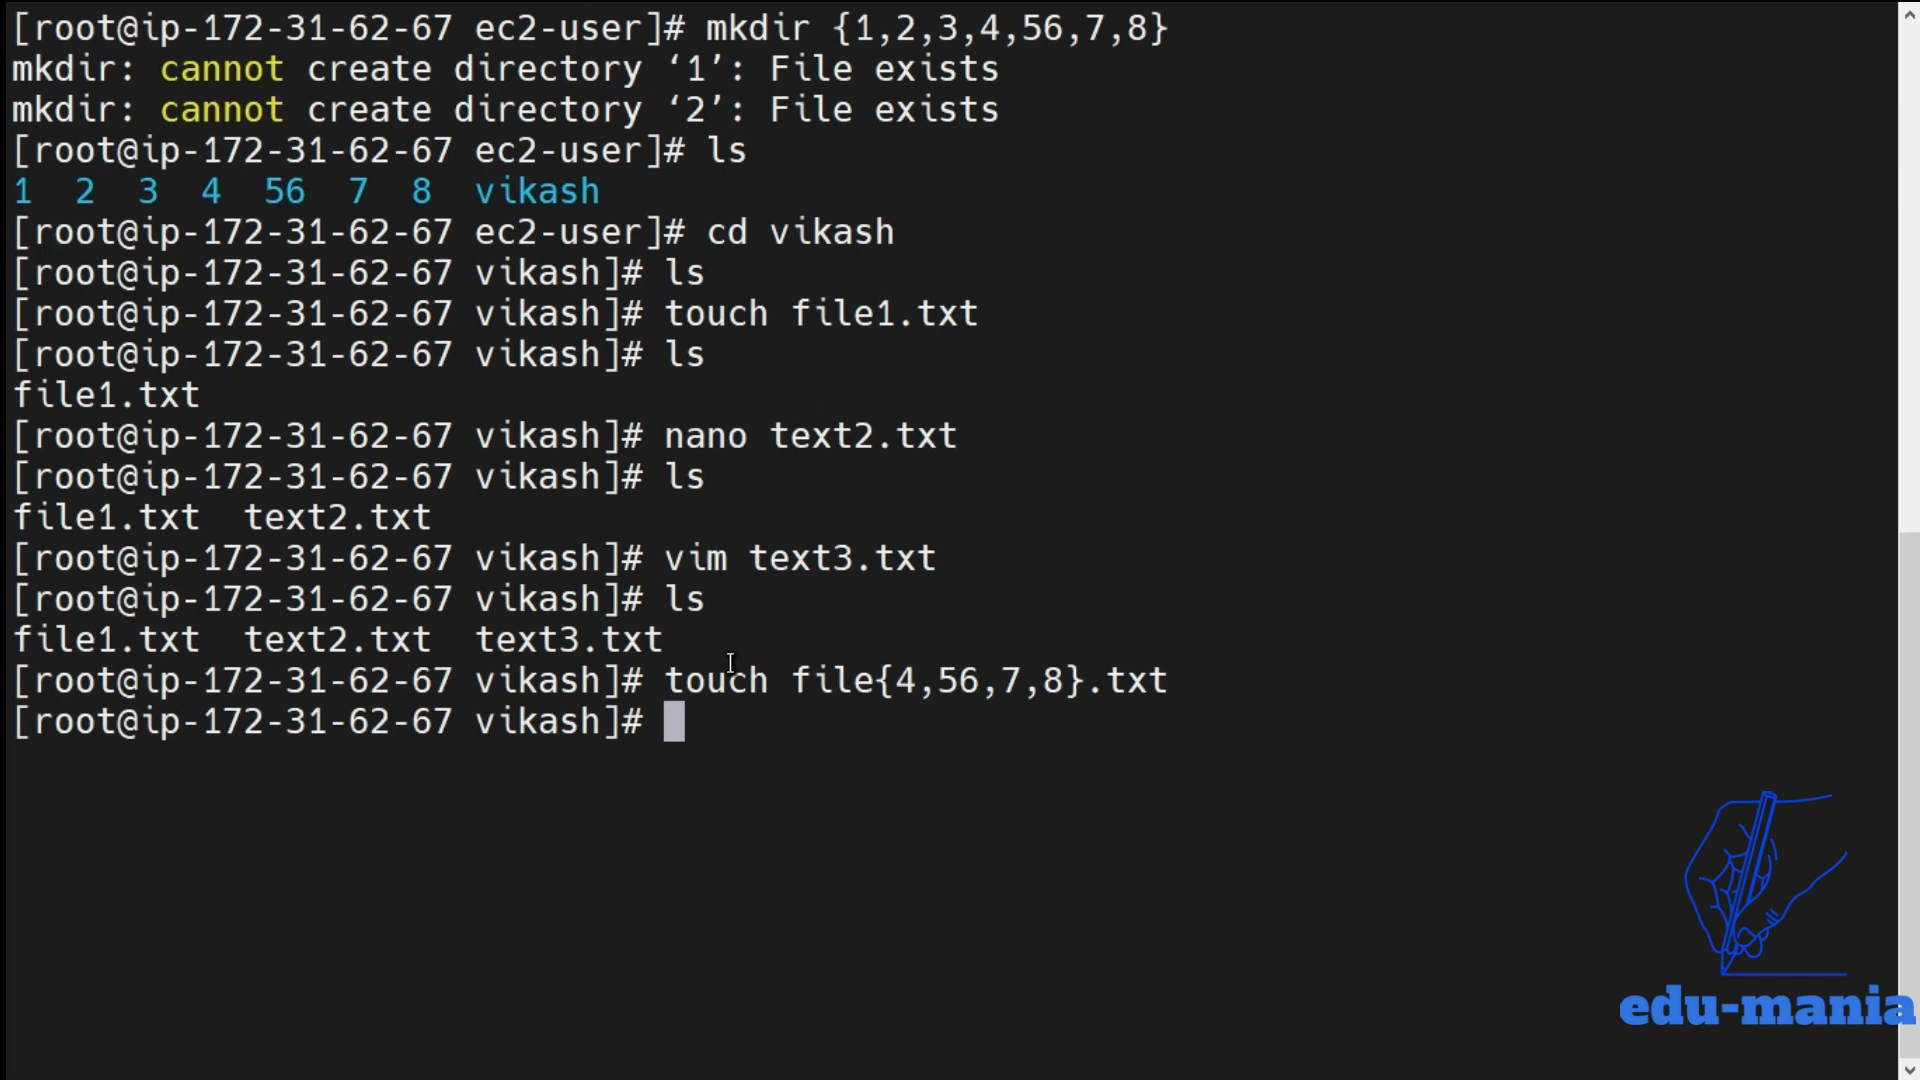 [root@ip-172-31-62-67 ec2-user]# mkdir {1,2,3,4,56,7,8}
mkdir: cannot create directory ‘1’: File exists
mkdir: cannot create directory ‘2’: File exists
[root@ip-172-31-62-67 ec2-user]# ls
1  2  3  4  56  7  8  vikash
[root@ip-172-31-62-67 ec2-user]# cd vikash
[root@ip-172-31-62-67 vikash]# ls
[root@ip-172-31-62-67 vikash]# touch file1.txt
[root@ip-172-31-62-67 vikash]# ls
file1.txt
[root@ip-172-31-62-67 vikash]# nano text2.txt
[root@ip-172-31-62-67 vikash]# ls
file1.txt  text2.txt
[root@ip-172-31-62-67 vikash]# vim text3.txt
[root@ip-172-31-62-67 vikash]# ls
file1.txt  text2.txt  text3.txt
[root@ip-172-31-62-67 vikash]# touch file{4,56,7,8}.txt
[root@ip-172-31-62-67 vikash]#
edu-mania